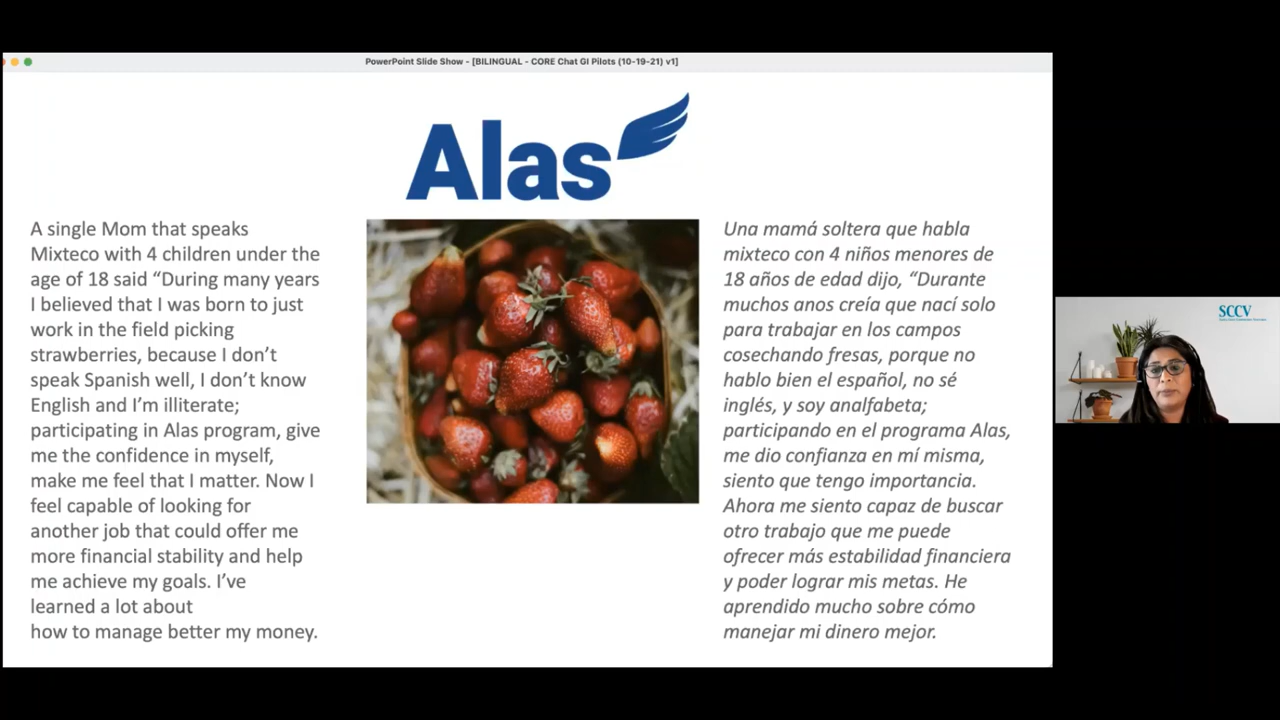 PowerPoint Slide Show - [BILINGUAL - CORE Chat GI Pilots (10-19-21) v1]
Alas
A single Mom that speaks
Mixteco with 4 children under the
age of 18 said “During many years
I believed that I was born to just
work in the field picking
strawberries, because I don’t
speak Spanish well, I don’t know
English and I’m illiterate;
participating in Alas program, give
me the confidence in myself,
make me feel that I matter. Now I
feel capable of looking for
another job that could offer me
more financial stability and help
me achieve my goals. I’ve
learned a lot about
how to manage better my money.
Una mamá soltera que habla
mixteco con 4 niños menores de
18 años de edad dijo, “Durante
muchos anos creía que nací solo
para trabajar en los campos
cosechando fresas, porque no
hablo bien el español, no sé
inglés, y soy analfabeta;
participando en el programa Alas,
me dio confianza en mí misma,
siento que tengo importancia.
Ahora me siento capaz de buscar
otro trabajo que me puede
ofrecer más estabilidad financiera
y poder lograr mis metas. He
aprendido mucho sobre cómo
manejar mi dinero mejor.
SCCV